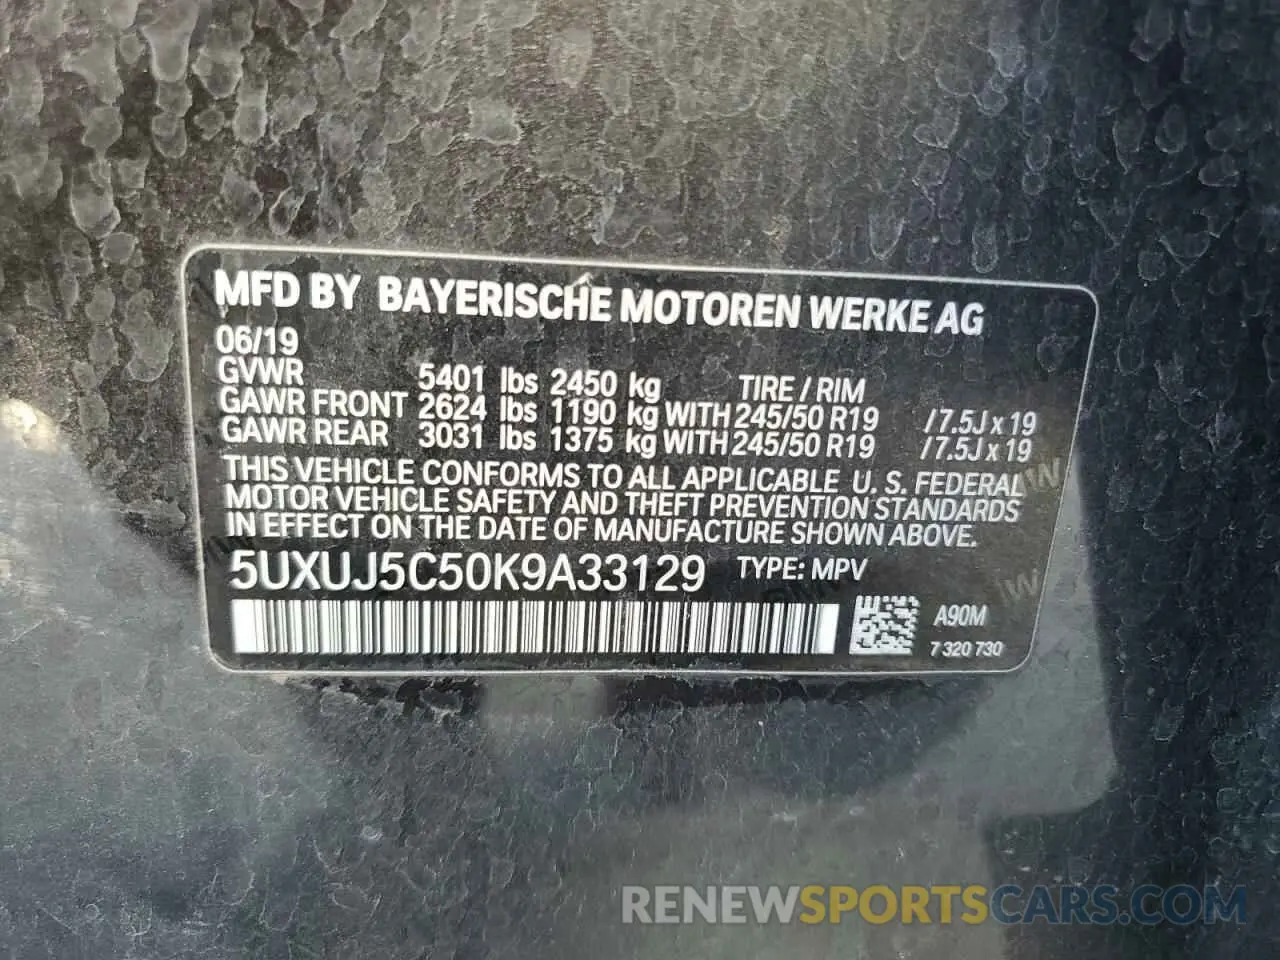 MFD BY BAYERISCHE MOTOREN WERKE AG
06/19
GVWR 5401 lbs 2450 kg TIRE / RIM
GAWR FRONT 2624 lbs 1190 kg WITH 245/50 R19 /7.5J x 19
GAWR REAR 3031 lbs 1375 kg WITH 245/50 R19 /7.5J x 19
THIS VEHICLE CONFORMS TO ALL APPLICABLE U. S. FEDERAL
MOTOR VEHICLE SAFETY AND THEFT PREVENTION STANDARDS
IN EFFECT ON THE DATE OF MANUFACTURE SHOWN ABOVE.
5UXUJ5C50K9A33129 TYPE: MPV
A90M
7 320 730
RENEWSPORTSCARS.COM